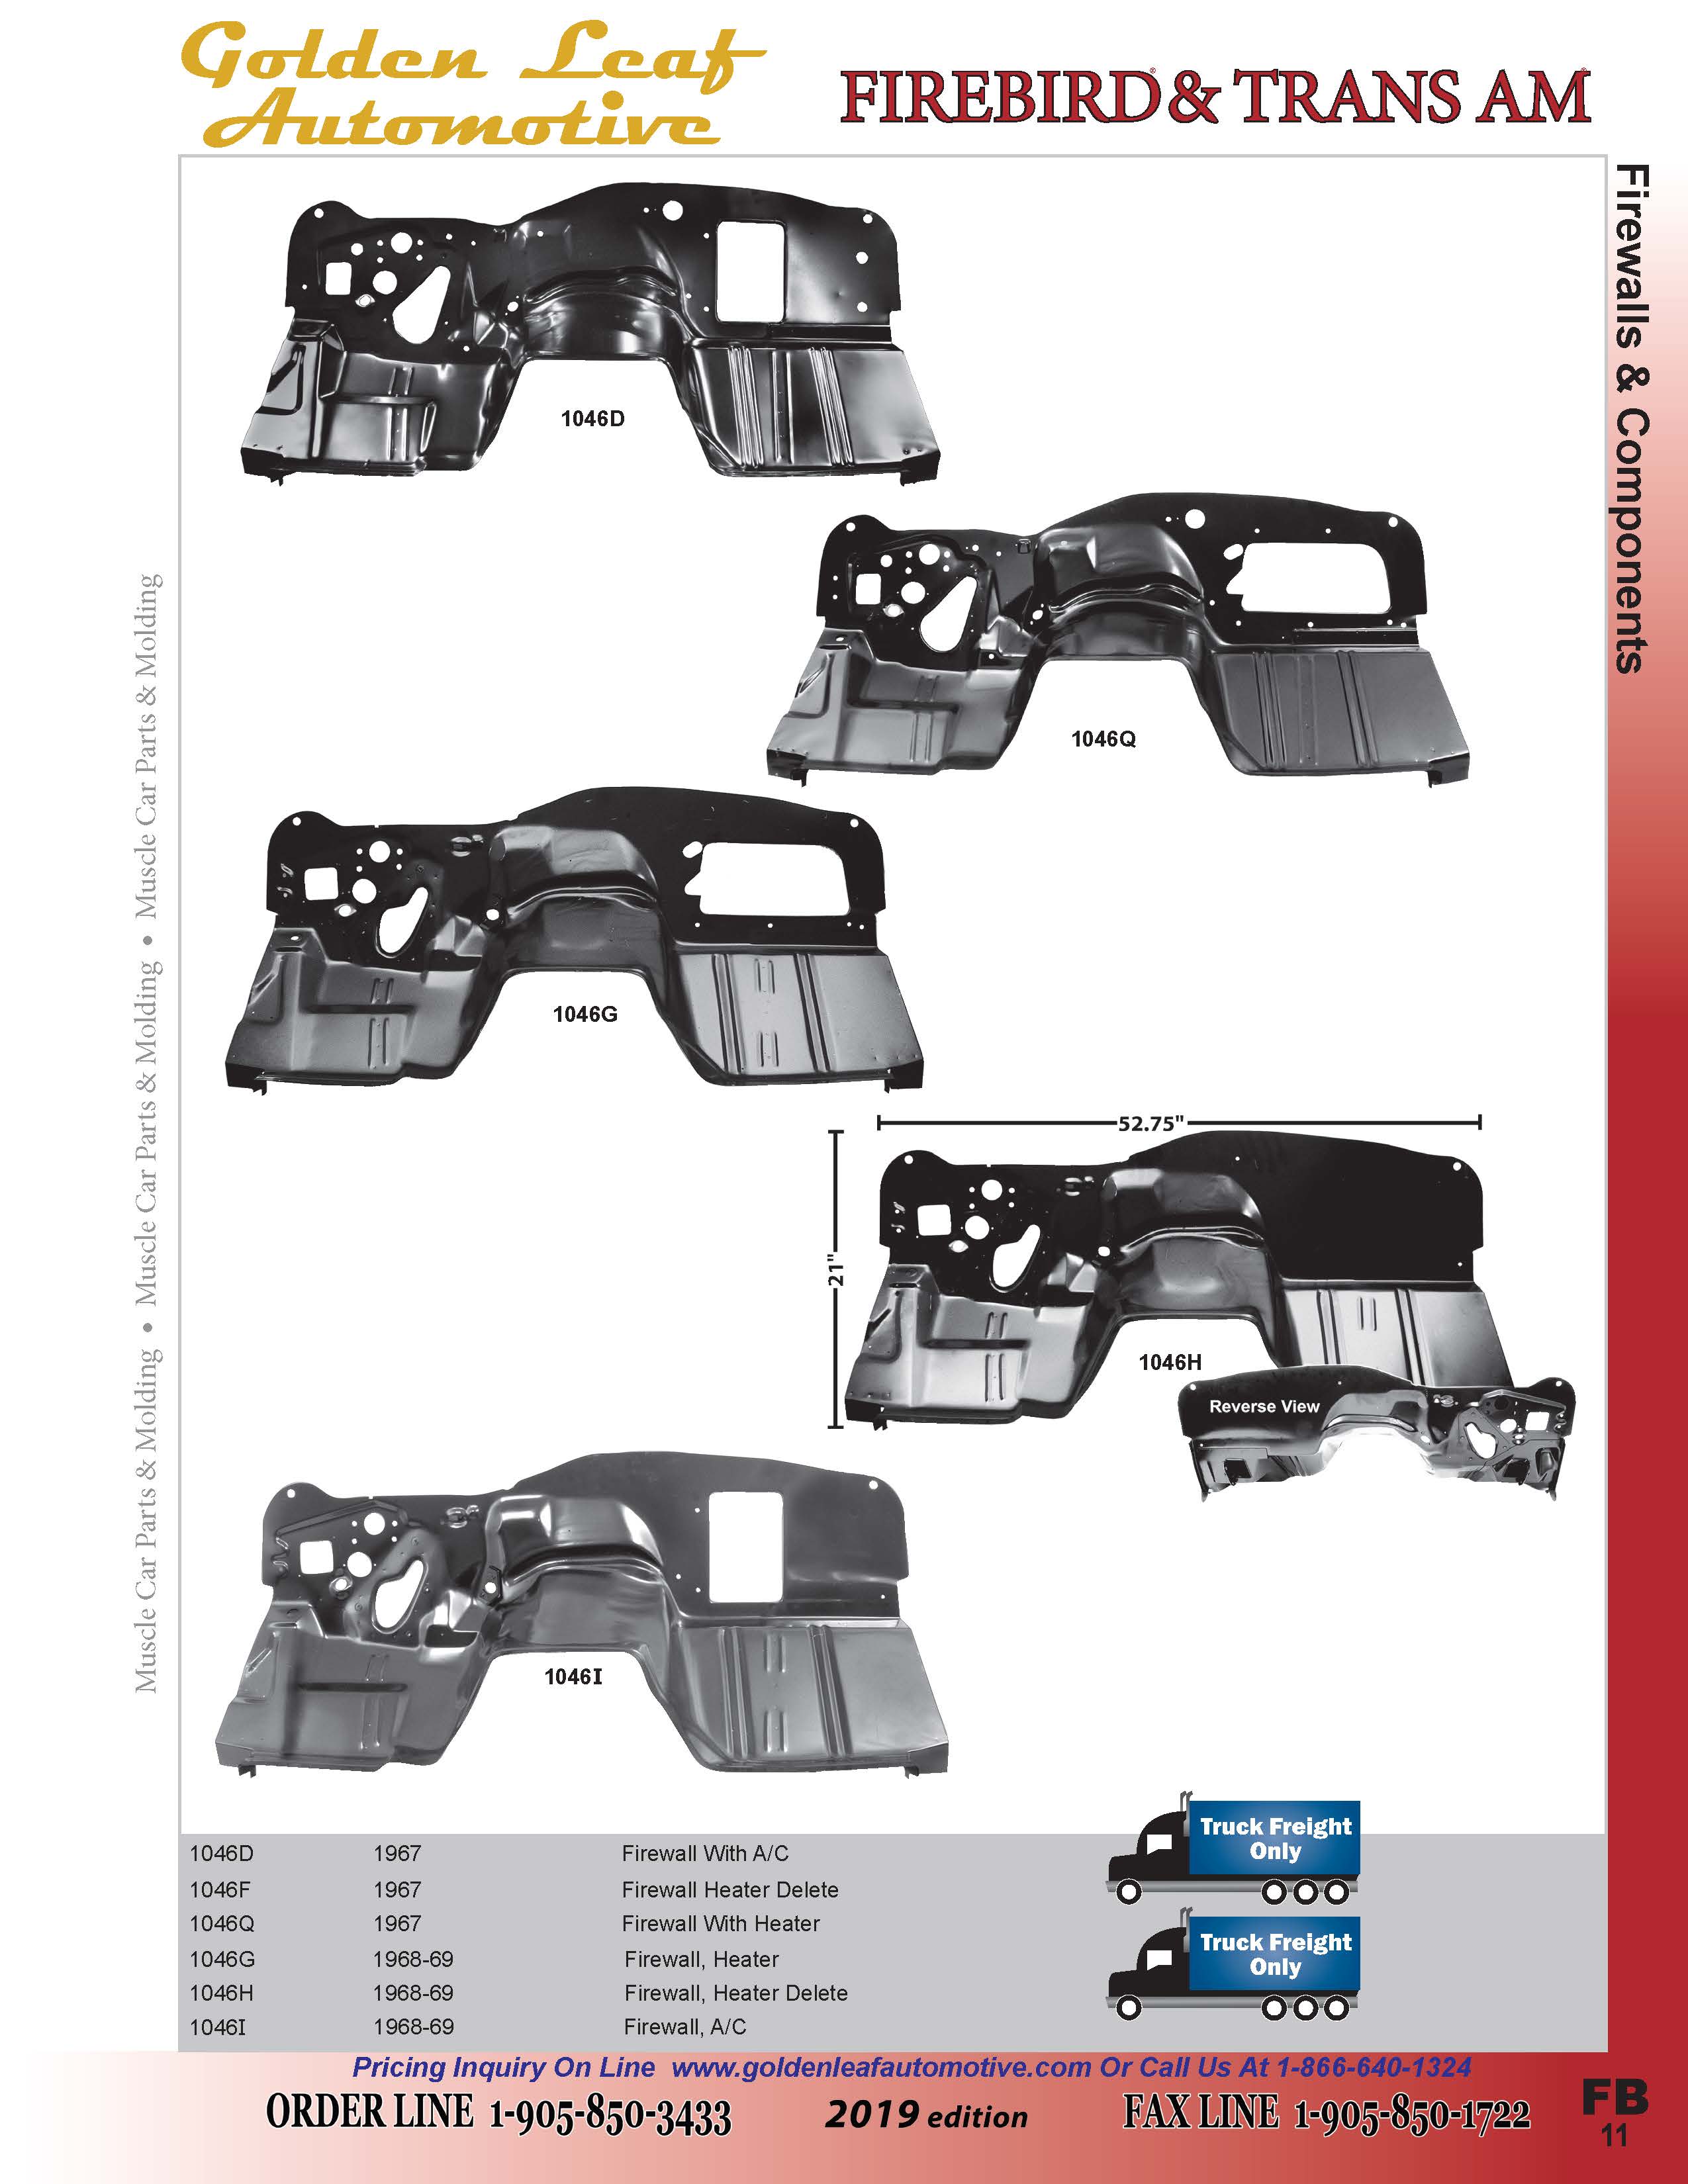 Golden Leaf
Automotive
FIREBIRD® & TRANS AM®
Firewalls & Components
Muscle Car Parts & Molding • Muscle Car Parts & Molding • Muscle Car Parts & Molding
1046D
1046Q
1046G
52.75"
21"
1046H
Reverse View
1046I
1046D 1967 Firewall With A/C
1046F 1967 Firewall Heater Delete
1046Q 1967 Firewall With Heater
1046G 1968-69 Firewall, Heater
1046H 1968-69 Firewall, Heater Delete
1046I 1968-69 Firewall, A/C
Truck Freight
Only
Truck Freight
Only
Pricing Inquiry On Line www.goldenleafautomotive.com Or Call Us At 1-866-640-1324
ORDER LINE 1-905-850-3433 2019 edition FAX LINE 1-905-850-1722
FB
11